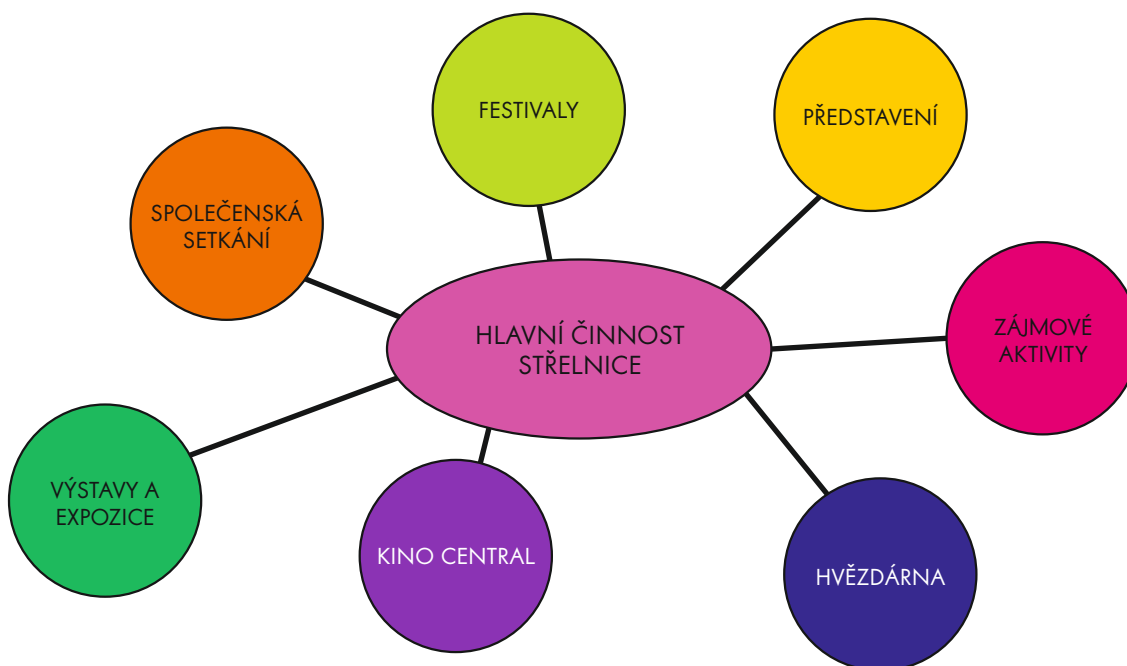 FESTIVALY
PŘEDSTAVENÍ
SPOLEČENSKÁ
SETKÁNÍ
HLAVNÍ ČINNOST
STŘELNICE
ZÁJMOVÉ
AKTIVITY
VÝSTAVY A
EXPOZICE
KINO CENTRAL
HVĚZDÁRNA